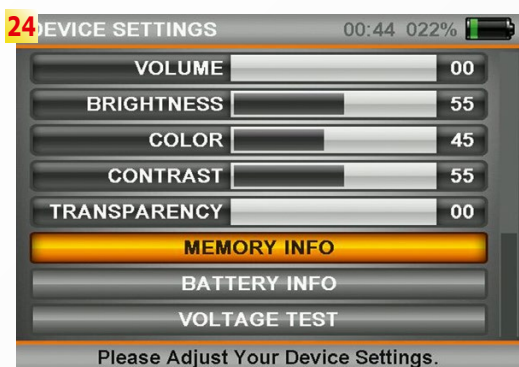 24 DEVICE SETTINGS 00:44 022%
VOLUME 00
BRIGHTNESS 55
COLOR 45
CONTRAST 55
TRANSPARENCY 00
MEMORY INFO
BATTERY INFO
VOLTAGE TEST
Please Adjust Your Device Settings.